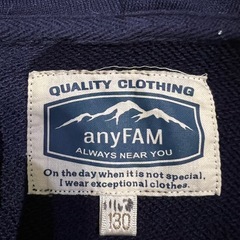 QUALITY CLOTHING
anyFAM
ALWAYS NEAR YOU
On the day when it is not special,
I wear exceptional clothes.
130